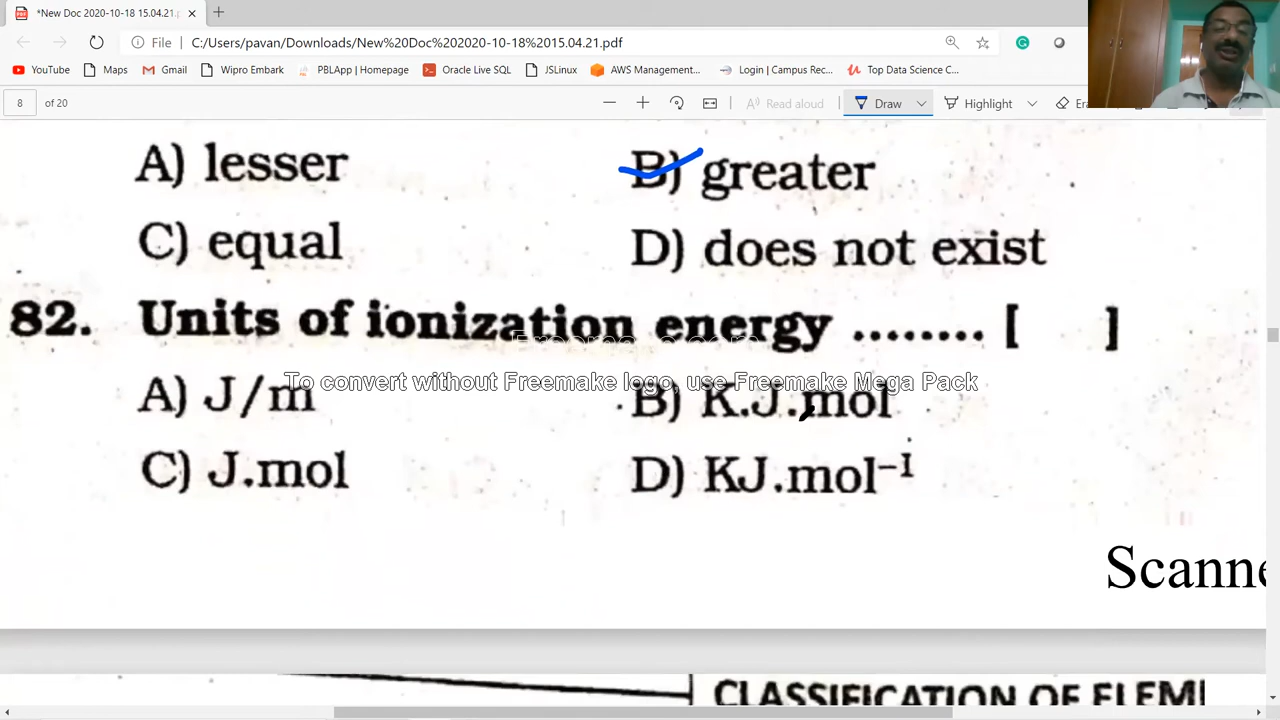 *New Doc 2020-10-18 15.04.21.
File C:/Users/pavan/Downloads/New%20Doc%202020-10-18%2015.04.21.pdf
YouTube Maps Gmail Wipro Embark PBLApp | Homepage Oracle Live SQL JSLinux AWS Management... Login | Campus Rec... Top Data Science C...
8 of 20 Read aloud Draw Highlight
A) lesser B) greater
C) equal D) does not exist
82. Units of ionization energy ........ [ ]
To convert without Freemake logo, use Freemake Mega Pack
A) J/m B) K.J.mol
C) J.mol D) KJ.mol⁻¹
Scanne
CLASSIFICATION OF ELEM